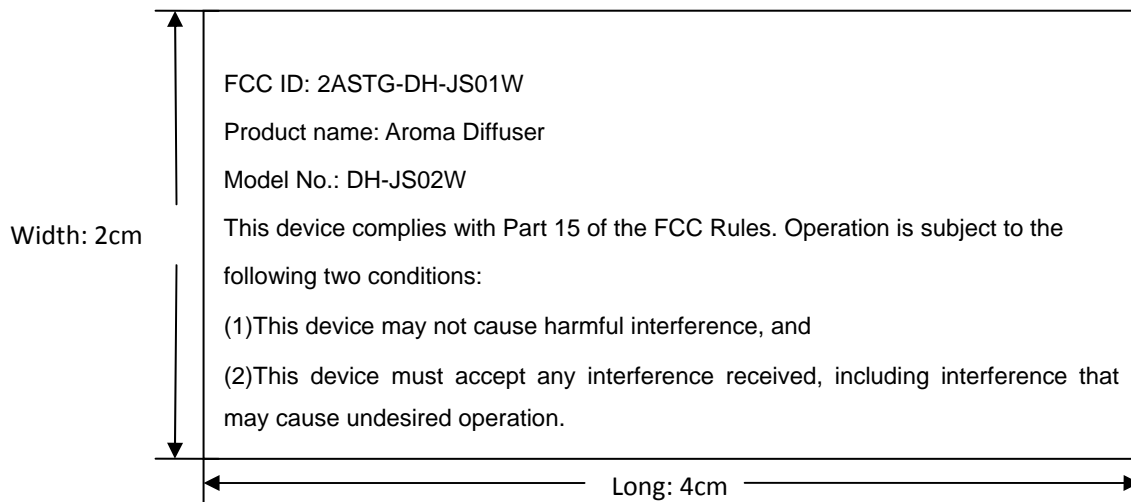 FCC ID: 2ASTG-DH-JS01W
Product name: Aroma Diffuser
Model No.: DH-JS02W
Width: 2cm
This device complies with Part 15 of the FCC Rules. Operation is subject to the
following two conditions:
(1)This device may not cause harmful interference, and
(2)This device must accept any interference received, including interference that
may cause undesired operation.
Long: 4cm